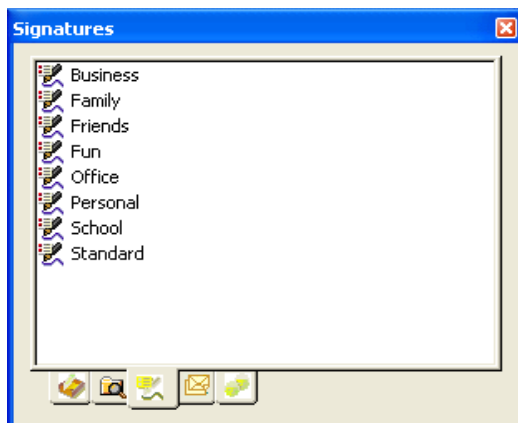 Signatures
Business
Family
Friends
Fun
Office
Personal
School
Standard